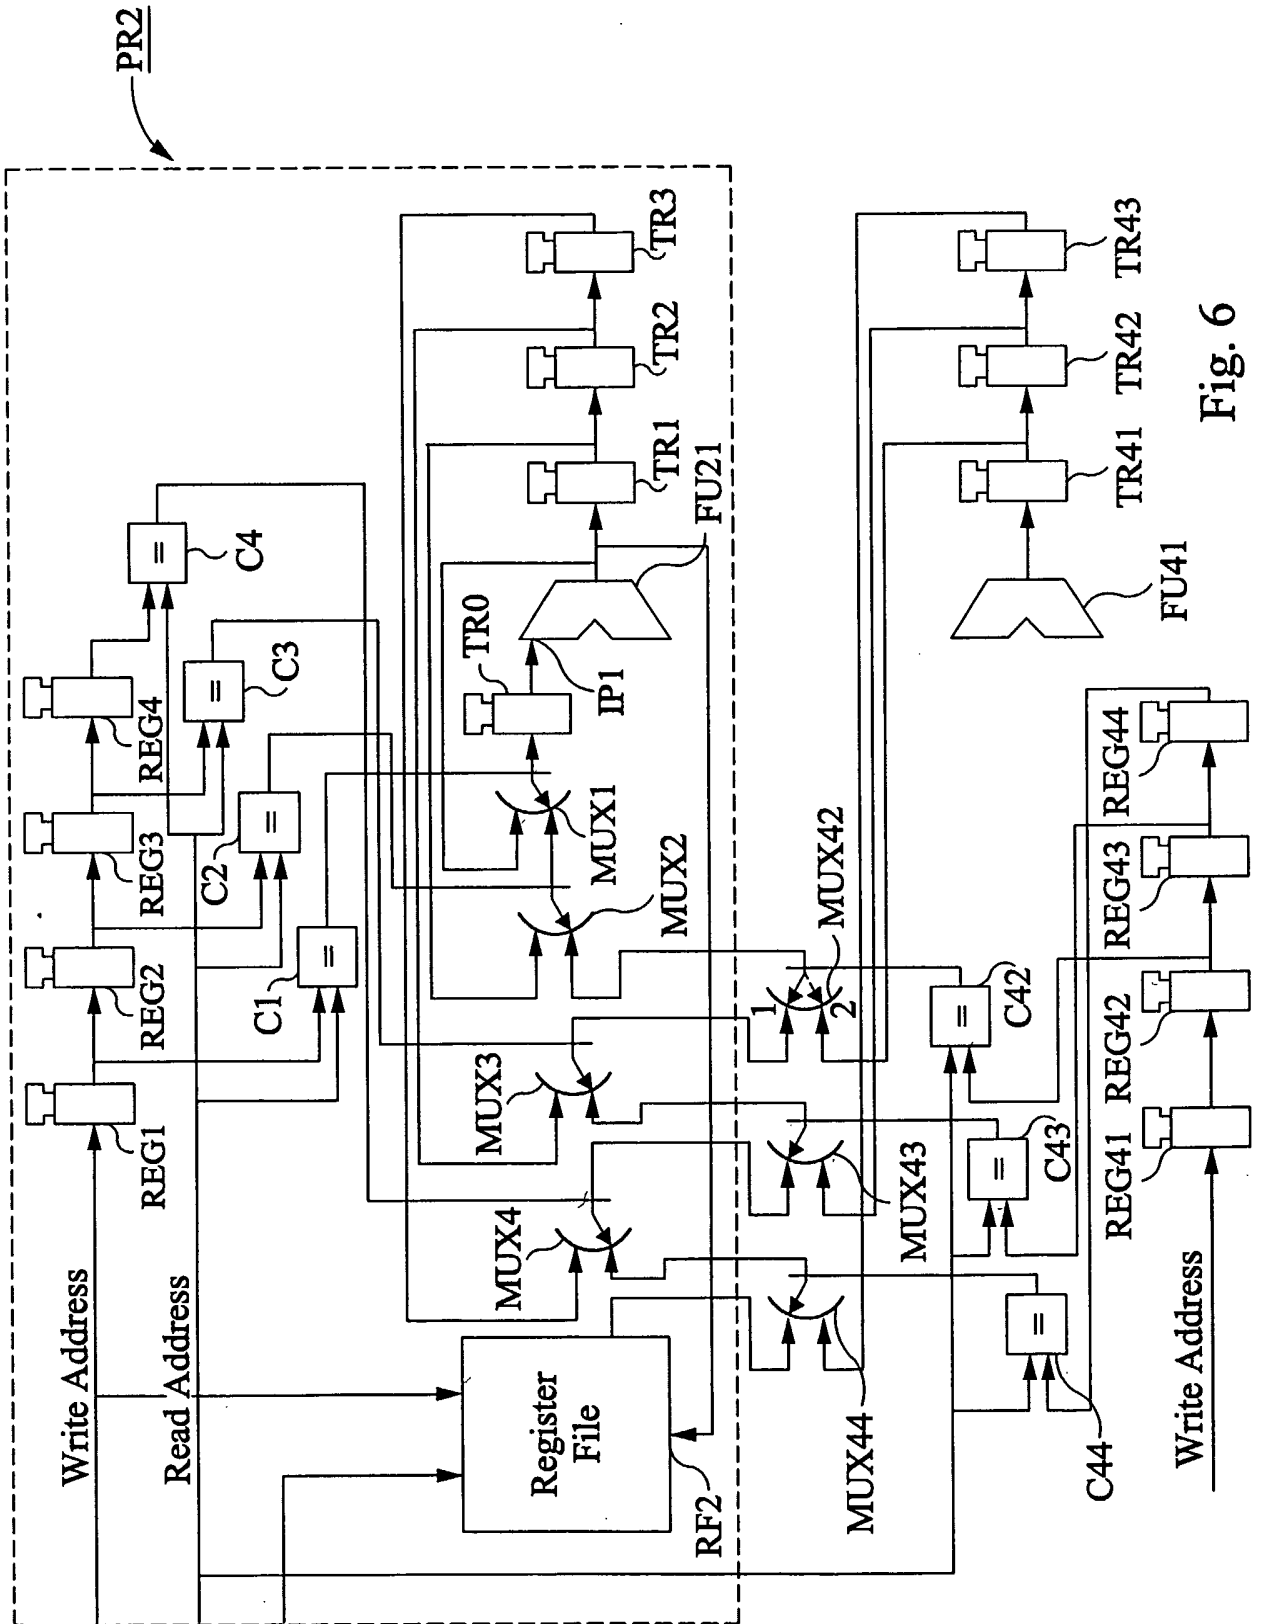 PR2
Write Address
Read Address
REG1
REG2
REG3
REG4
C1
=
C2
=
C3
=
C4
=
TR0
IP1
FU21
TR1
TR2
TR3
MUX1
MUX2
MUX3
MUX4
Register
File
RF2
MUX42
1
2
MUX43
MUX44
C42
=
C43
=
C44
=
FU41
TR41
TR42
TR43
Write Address
REG41
REG42
REG43
REG44
Fig. 6